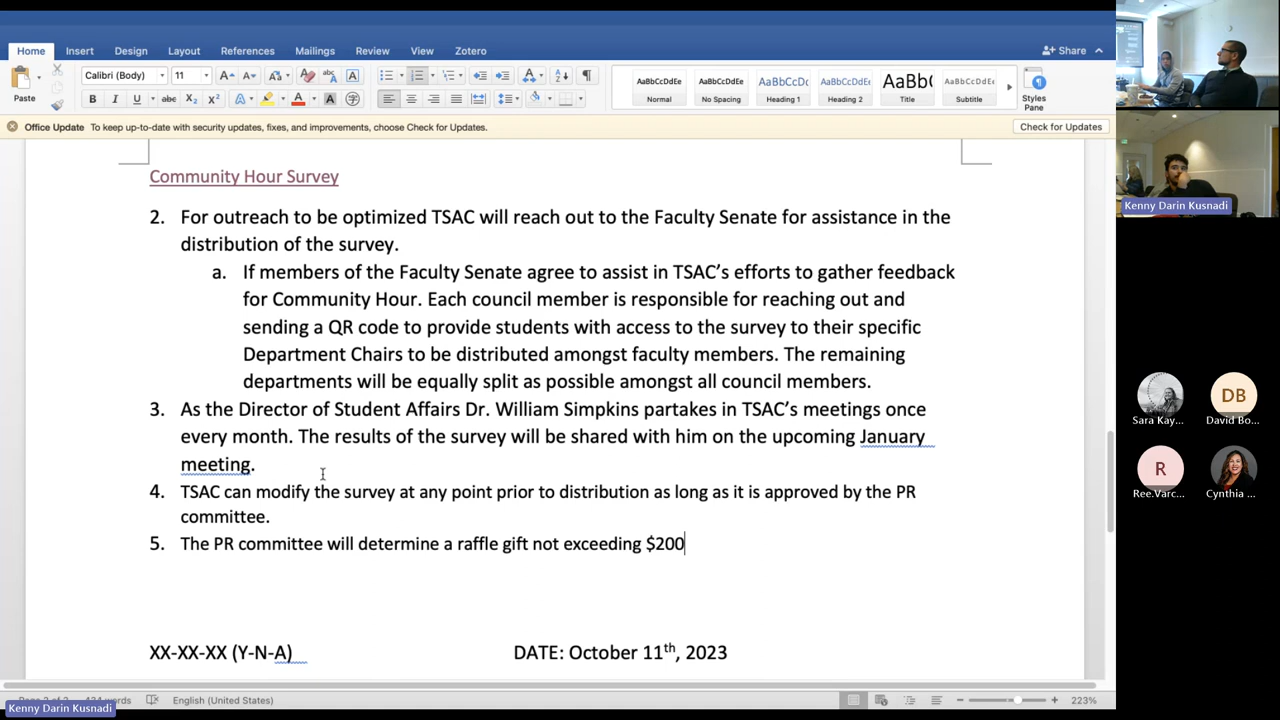 Home Insert Design Layout References Mailings Review View Zotero Share
Paste Calibri (Body) 11
AaBbCcDdEe AaBbCcDdEe AaBbCcDc AaBbCcDdEe AaBb( AaBbCcDdEe
Normal No Spacing Heading 1 Heading 2 Title Subtitle Styles Pane
Office Update To keep up-to-date with security updates, fixes, and improvements, choose Check for Updates. Check for Updates
Community Hour Survey
2. For outreach to be optimized TSAC will reach out to the Faculty Senate for assistance in the
distribution of the survey.
a. If members of the Faculty Senate agree to assist in TSAC’s efforts to gather feedback
for Community Hour. Each council member is responsible for reaching out and
sending a QR code to provide students with access to the survey to their specific
Department Chairs to be distributed amongst faculty members. The remaining
departments will be equally split as possible amongst all council members.
3. As the Director of Student Affairs Dr. William Simpkins partakes in TSAC’s meetings once
every month. The results of the survey will be shared with him on the upcoming January
meeting.
4. TSAC can modify the survey at any point prior to distribution as long as it is approved by the PR
committee.
5. The PR committee will determine a raffle gift not exceeding $200
XX-XX-XX (Y-N-A) DATE: October 11th, 2023
English (United States) 223%
Kenny Darin Kusnadi
Kenny Darin Kusnadi
Sara Kay... DB David Bo...
R Ree.Varc... Cynthia ...